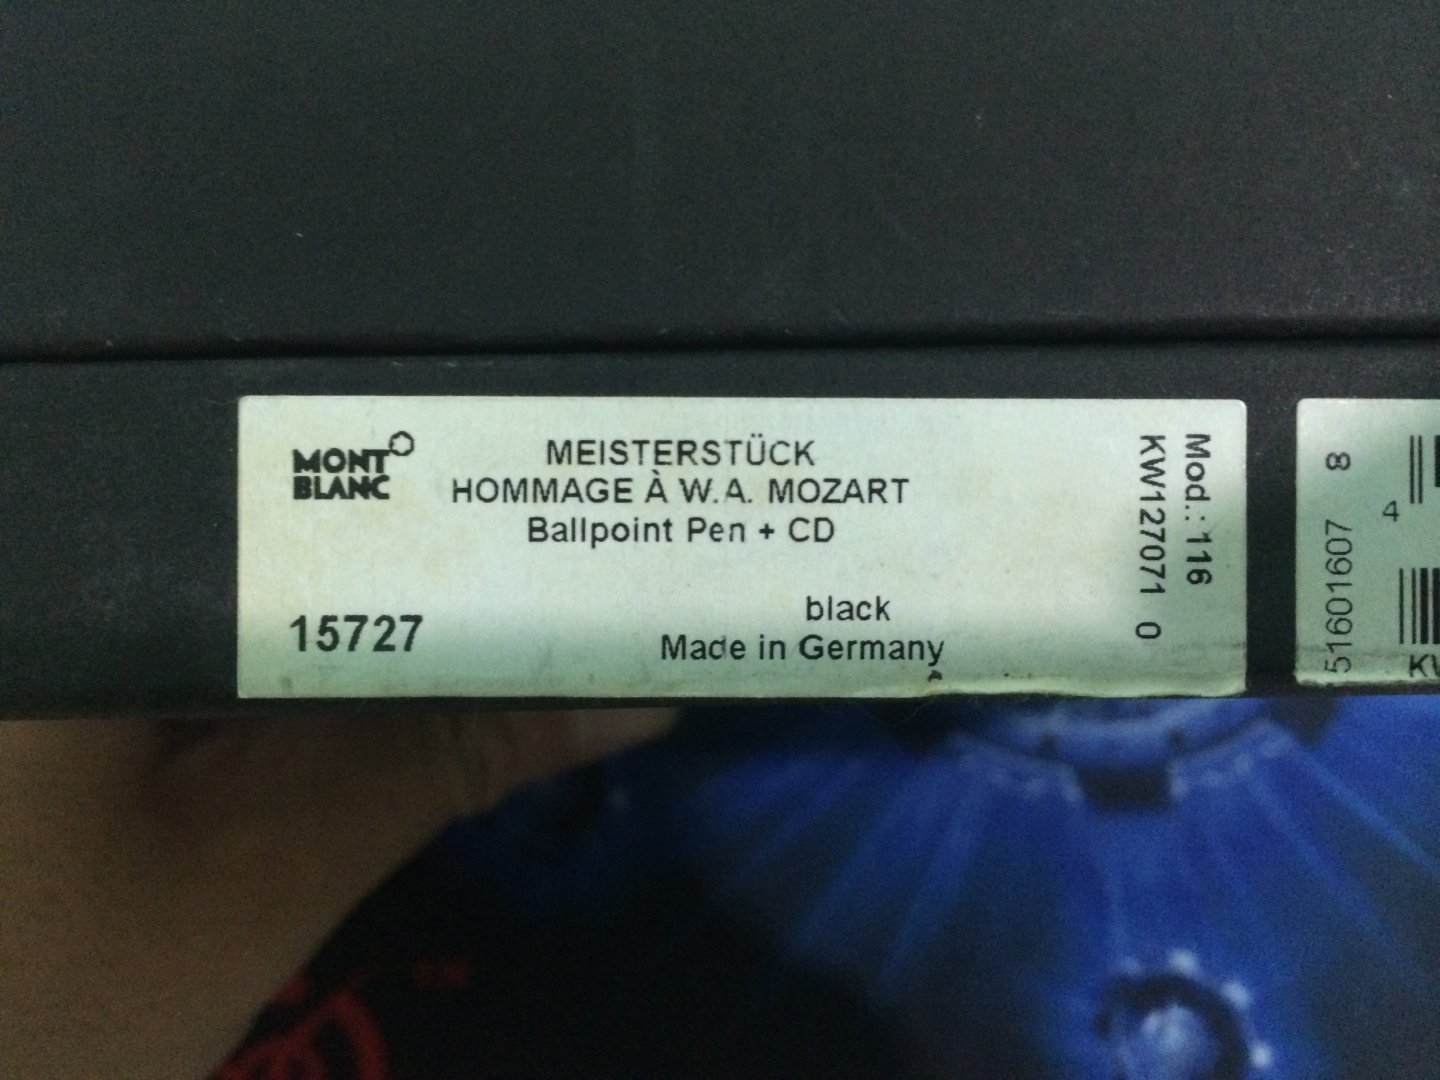 MONT
BLANC
MEISTERSTÜCK
HOMMAGE À W.A. MOZART
Ballpoint Pen + CD
15727
black
Made in Germany
Mod.: 116
KW127071 0
51601607 8
4